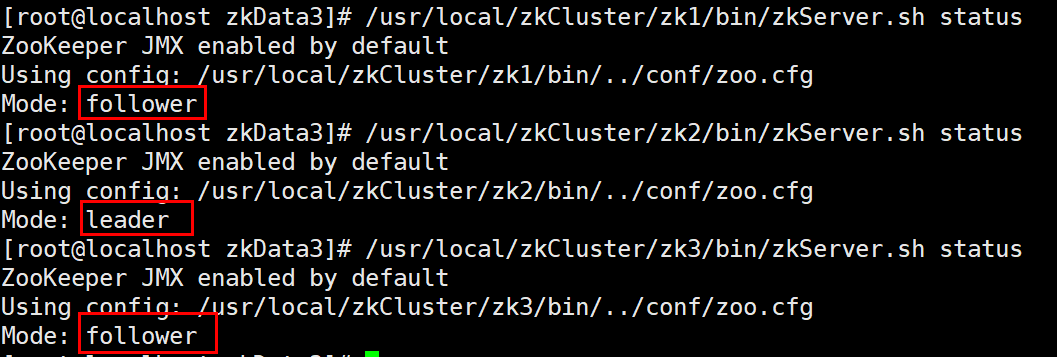 [root@localhost zkData3]# /usr/local/zkCluster/zk1/bin/zkServer.sh status
ZooKeeper JMX enabled by default
Using config: /usr/local/zkCluster/zk1/bin/../conf/zoo.cfg
Mode: follower
[root@localhost zkData3]# /usr/local/zkCluster/zk2/bin/zkServer.sh status
ZooKeeper JMX enabled by default
Using config: /usr/local/zkCluster/zk2/bin/../conf/zoo.cfg
Mode: leader
[root@localhost zkData3]# /usr/local/zkCluster/zk3/bin/zkServer.sh status
ZooKeeper JMX enabled by default
Using config: /usr/local/zkCluster/zk3/bin/../conf/zoo.cfg
Mode: follower
[root@localhost zkData3]#